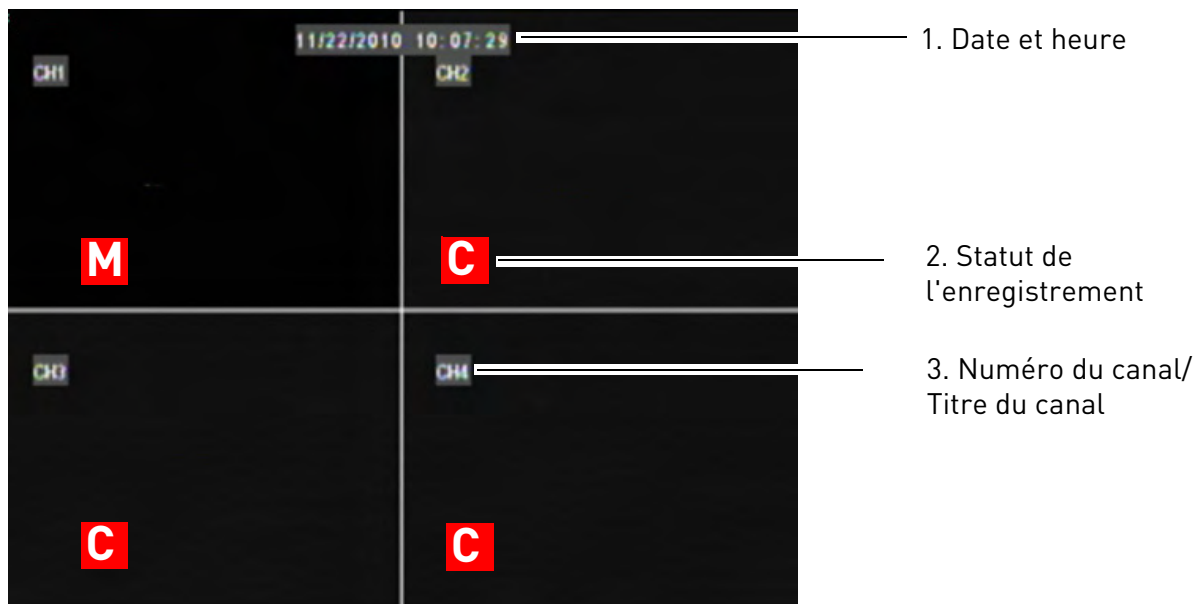 11/22/2010 10:07:29
1. Date et heure
CH1
CH2
M
C
2. Statut de
l'enregistrement
CH3
CH4
3. Numéro du canal/
Titre du canal
C
C